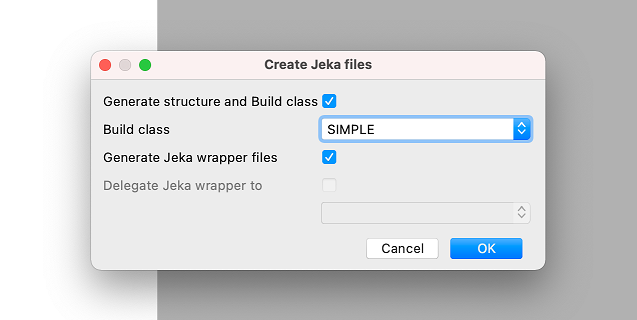 Create Jeka files
Generate structure and Build class
Build class
SIMPLE
Generate Jeka wrapper files
Delegate Jeka wrapper to
Cancel
OK